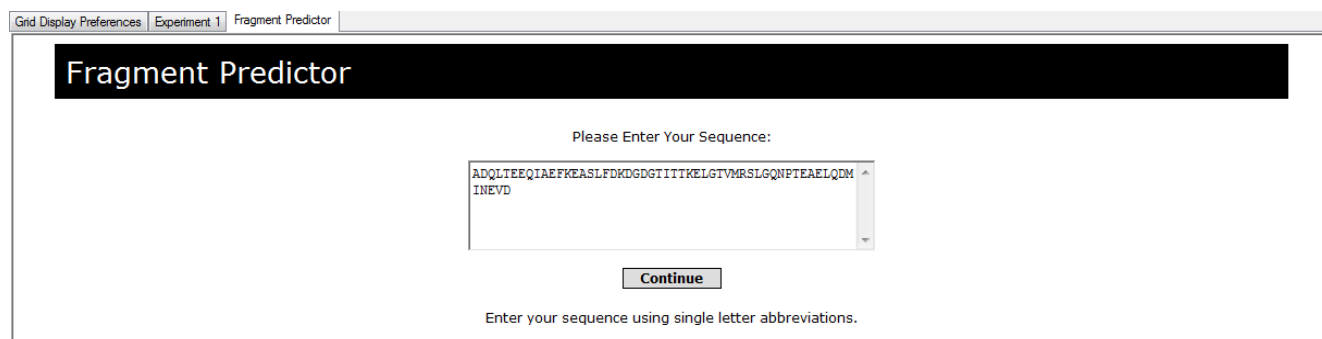 Grid Display Preferences Experiment 1 Fragment Predictor
Fragment Predictor
Please Enter Your Sequence:
ADQLTEEQIAEFKEASLFDKDGDGTITTKELGTVMRSLGQNPTEAELQDM
INEVD
Continue
Enter your sequence using single letter abbreviations.